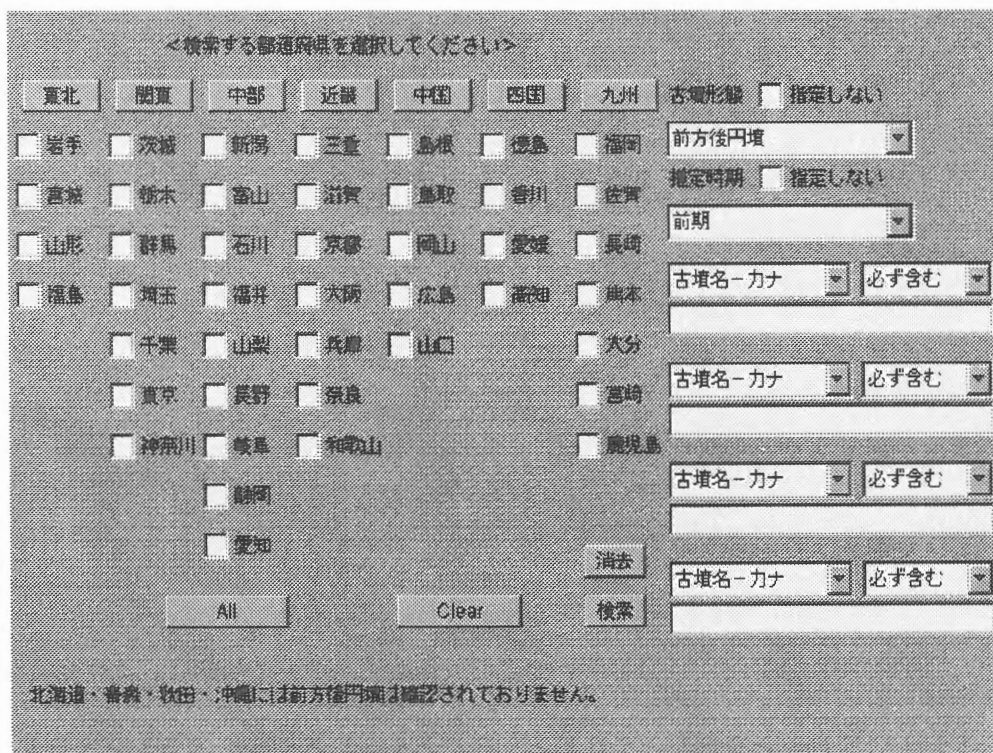 ＜検索する都道府県を選択してください＞
東北 関東 中部 近畿 中国 四国 九州 古墳形態 指定しない
岩手 茨城 新潟 三重 島根 徳島 福岡 前方後円墳
宮城 栃木 富山 滋賀 鳥取 香川 佐賀 推定時期 指定しない
山形 群馬 石川 京都 岡山 愛媛 長崎 前期
福島 埼玉 福井 大阪 広島 高知 熊本 古墳名－カナ 必ず含む
千葉 山梨 兵庫 山口 大分
東京 長野 奈良 宮崎 古墳名－カナ 必ず含む
神奈川 岐阜 和歌山 鹿児島
静岡 古墳名－カナ 必ず含む
愛知 消去
古墳名－カナ 必ず含む
All Clear 検索
北海道・青森・秋田・沖縄には前方後円墳は確認されておりません。